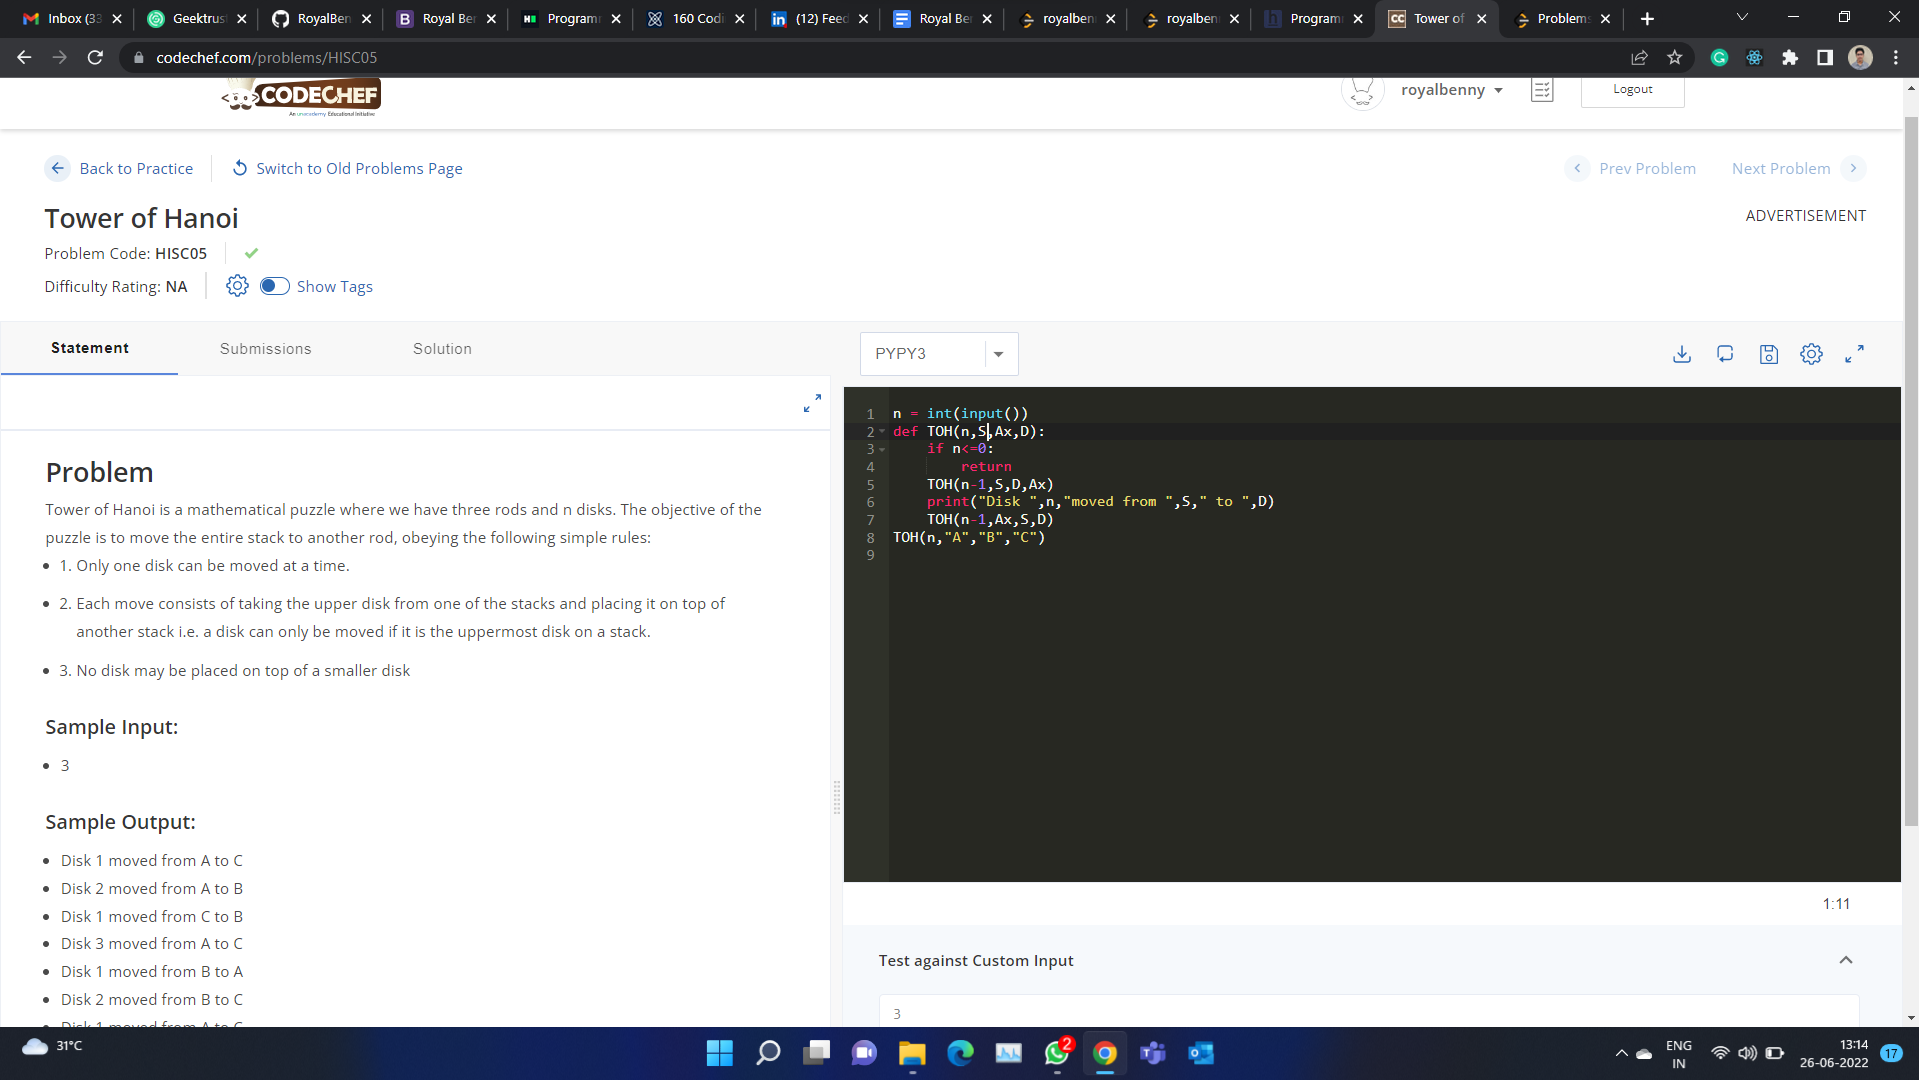 Inbox (33
Geektrus
RoyalBen
Royal Ber
Programm
160 Codi
(12) Feed
Royal Ber
royalben
royalben
Program
Tower of
Problems
codechef.com/problems/HISC05
CODECHEF
An unacademy Educational Initiative
royalbenny
Logout
Back to Practice
Switch to Old Problems Page
Prev Problem
Next Problem
Tower of Hanoi
ADVERTISEMENT
Problem Code: HISC05
Difficulty Rating: NA
Show Tags
Statement
Submissions
Solution
PYPY3
Problem
Tower of Hanoi is a mathematical puzzle where we have three rods and n disks. The objective of the
puzzle is to move the entire stack to another rod, obeying the following simple rules:
• 1. Only one disk can be moved at a time.
• 2. Each move consists of taking the upper disk from one of the stacks and placing it on top of
another stack i.e. a disk can only be moved if it is the uppermost disk on a stack.
• 3. No disk may be placed on top of a smaller disk
Sample Input:
• 3
Sample Output:
• Disk 1 moved from A to C
• Disk 2 moved from A to B
• Disk 1 moved from C to B
• Disk 3 moved from A to C
• Disk 1 moved from B to A
• Disk 2 moved from B to C
• Disk 1 moved from A to C
1 n = int(input())
2 def TOH(n,S,Ax,D):
3     if n<=0:
4         return
5     TOH(n-1,S,D,Ax)
6     print("Disk ",n,"moved from ",S," to ",D)
7     TOH(n-1,Ax,S,D)
8 TOH(n,"A","B","C")
9
1:11
Test against Custom Input
3
31°C
2
ENG
IN
13:14
26-06-2022
17